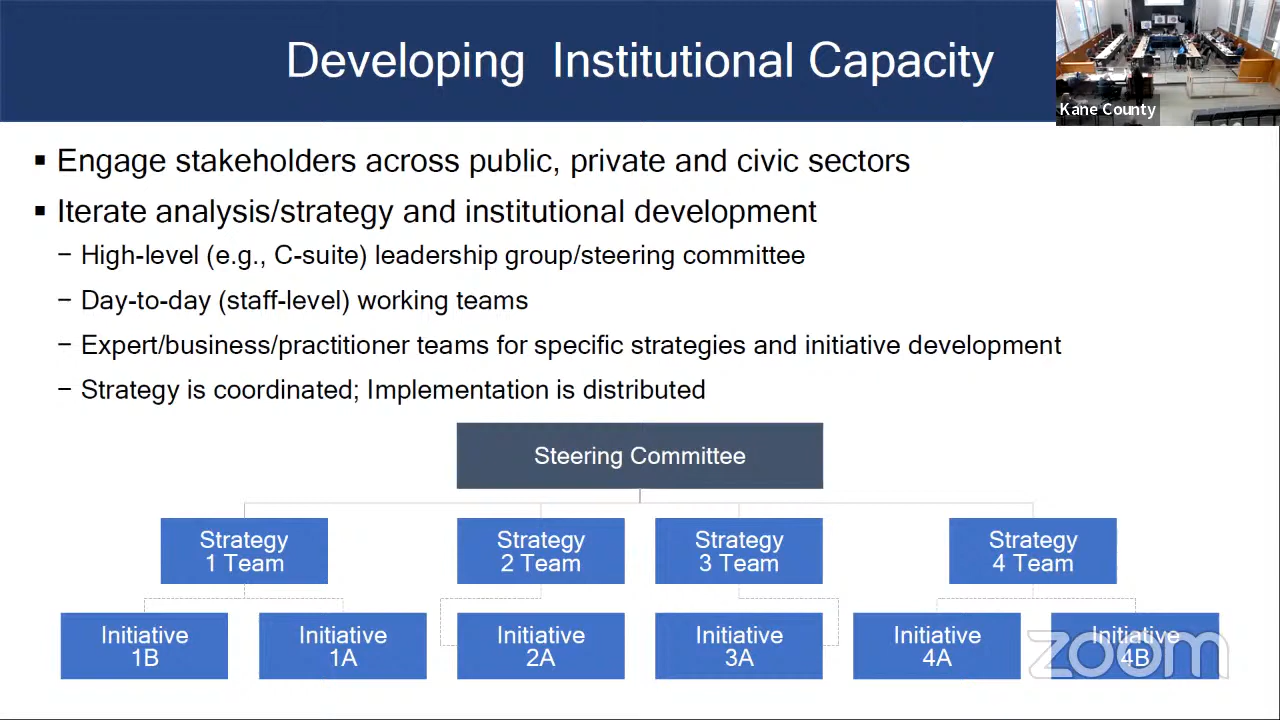 Developing Institutional Capacity
Kane County
▪ Engage stakeholders across public, private and civic sectors
▪ Iterate analysis/strategy and institutional development
− High-level (e.g., C-suite) leadership group/steering committee
− Day-to-day (staff-level) working teams
− Expert/business/practitioner teams for specific strategies and initiative development
− Strategy is coordinated; Implementation is distributed
Steering Committee
Strategy
1 Team
Strategy
2 Team
Strategy
3 Team
Strategy
4 Team
Initiative
1B
Initiative
1A
Initiative
2A
Initiative
3A
Initiative
4A
Initiative
4B
zoom